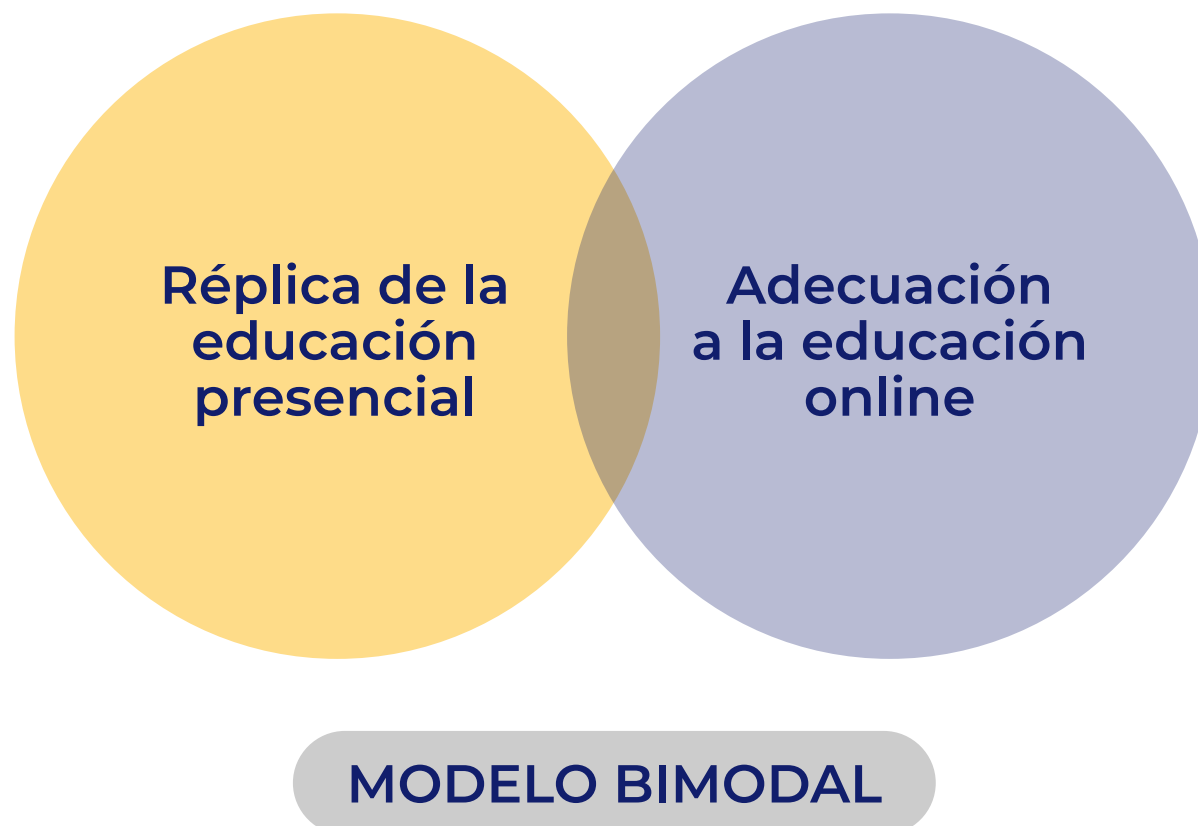 Réplica de la
educación
presencial
Adecuación
a la educación
online
MODELO BIMODAL